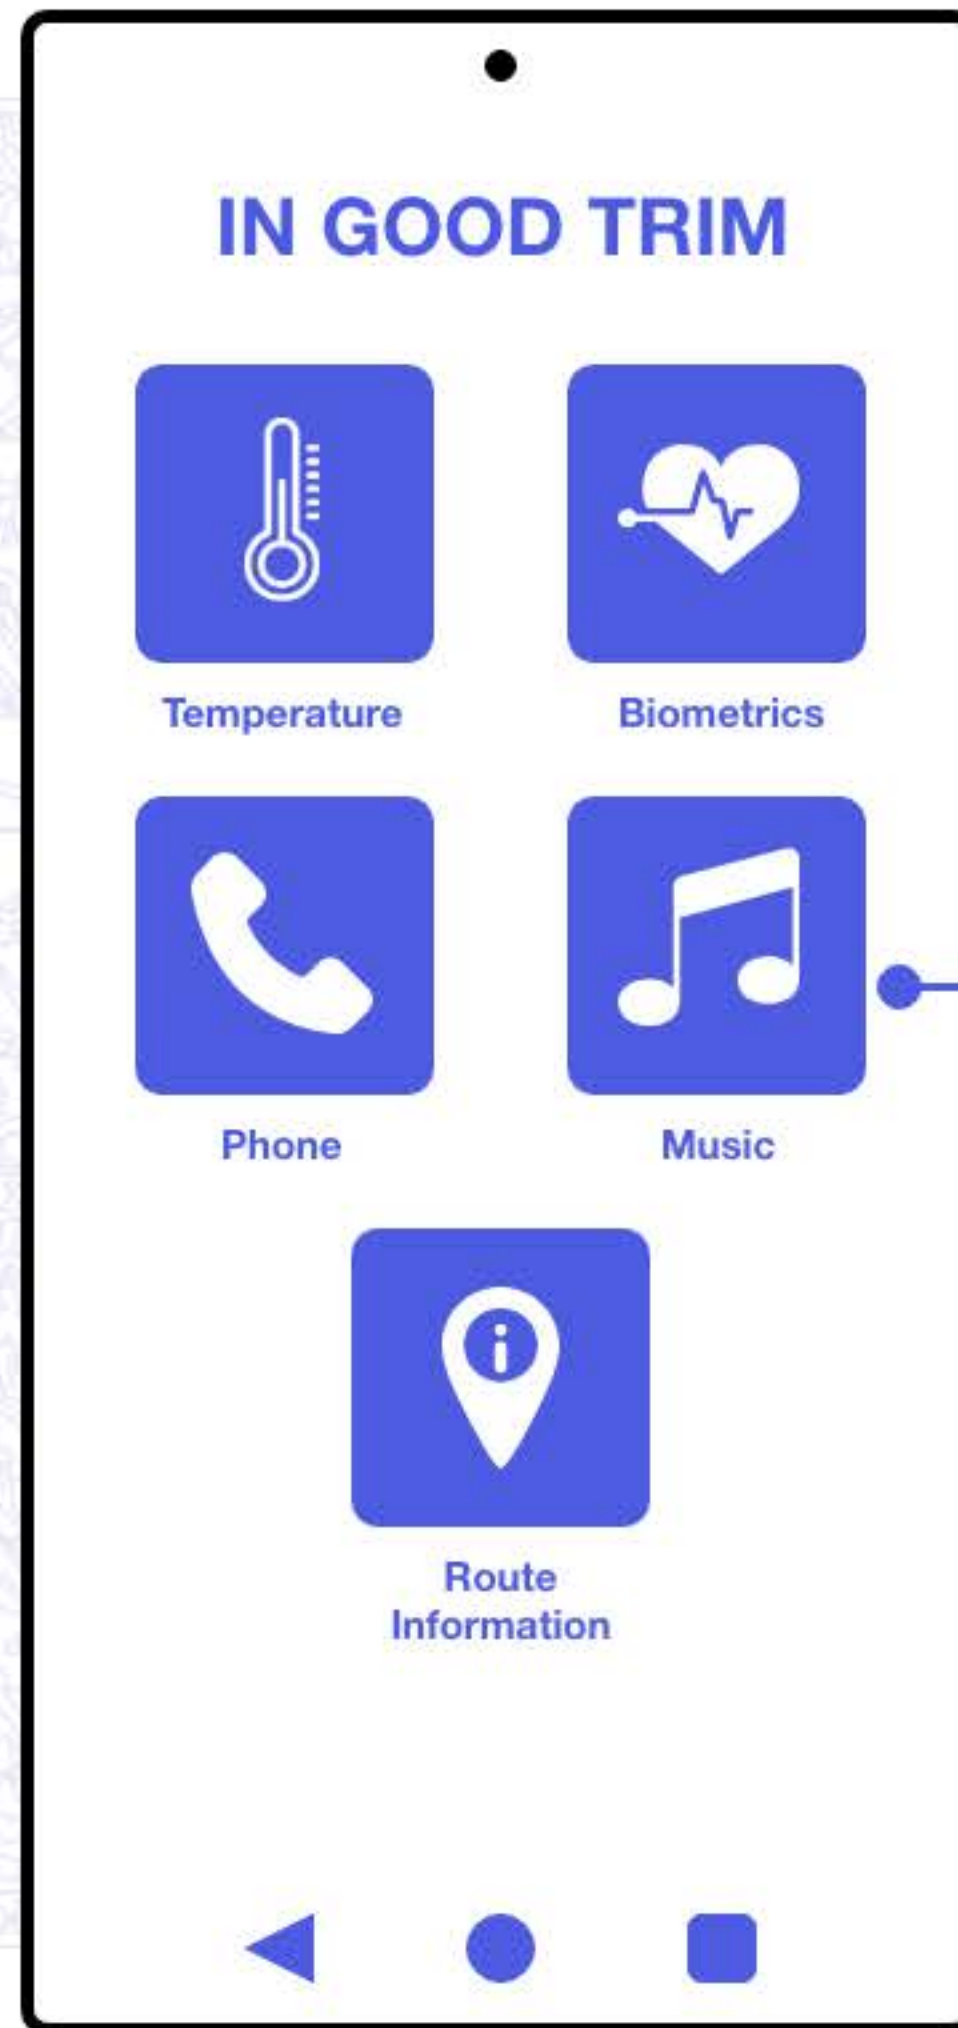 IN GOOD TRIM
Temperature
Biometrics
Phone
Music
i
Route
Information